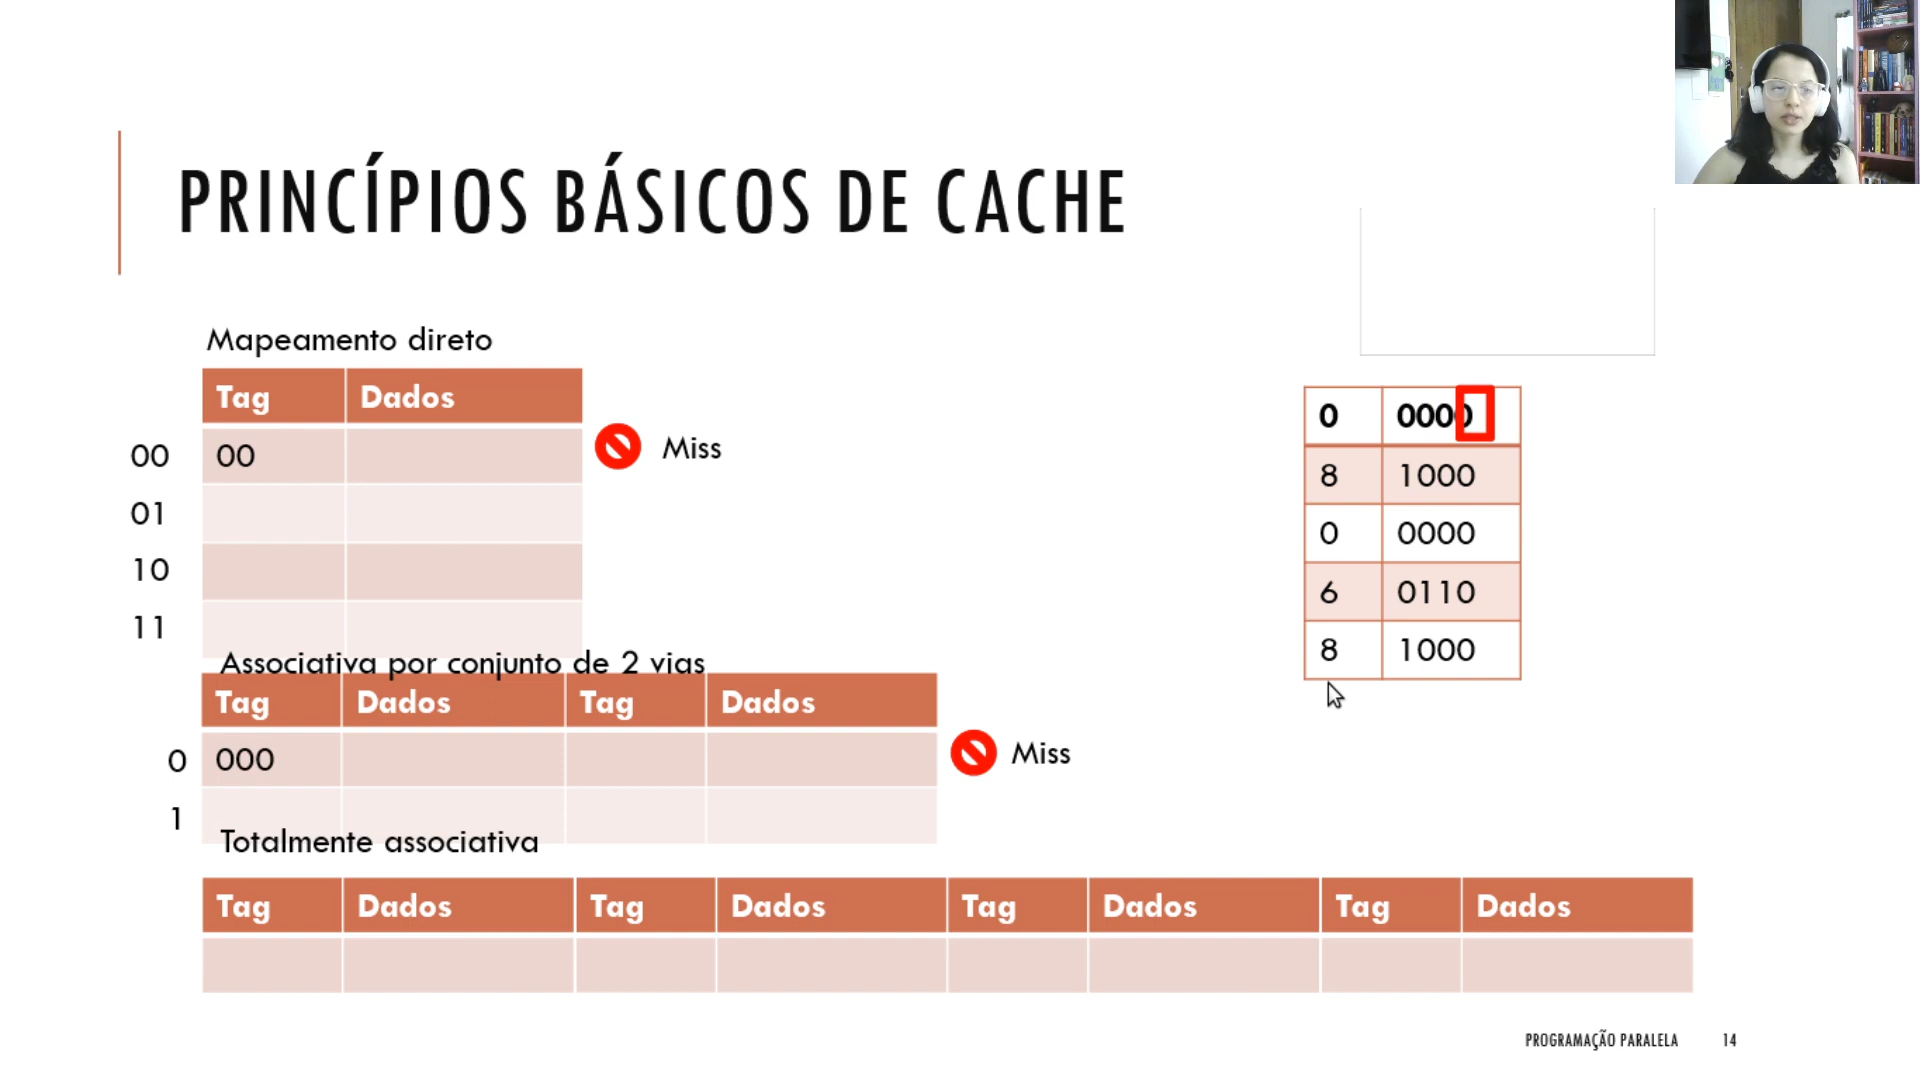 PRINCÍPIOS BÁSICOS DE CACHE
Mapeamento direto
Tag Dados
00 00 Miss
01
10
11
Associativa por conjunto de 2 vias
Tag Dados Tag Dados
0 000 Miss
1
Totalmente associativa
Tag Dados Tag Dados Tag Dados Tag Dados
0 0000
8 1000
0 0000
6 0110
8 1000
PROGRAMAÇÃO PARALELA 14